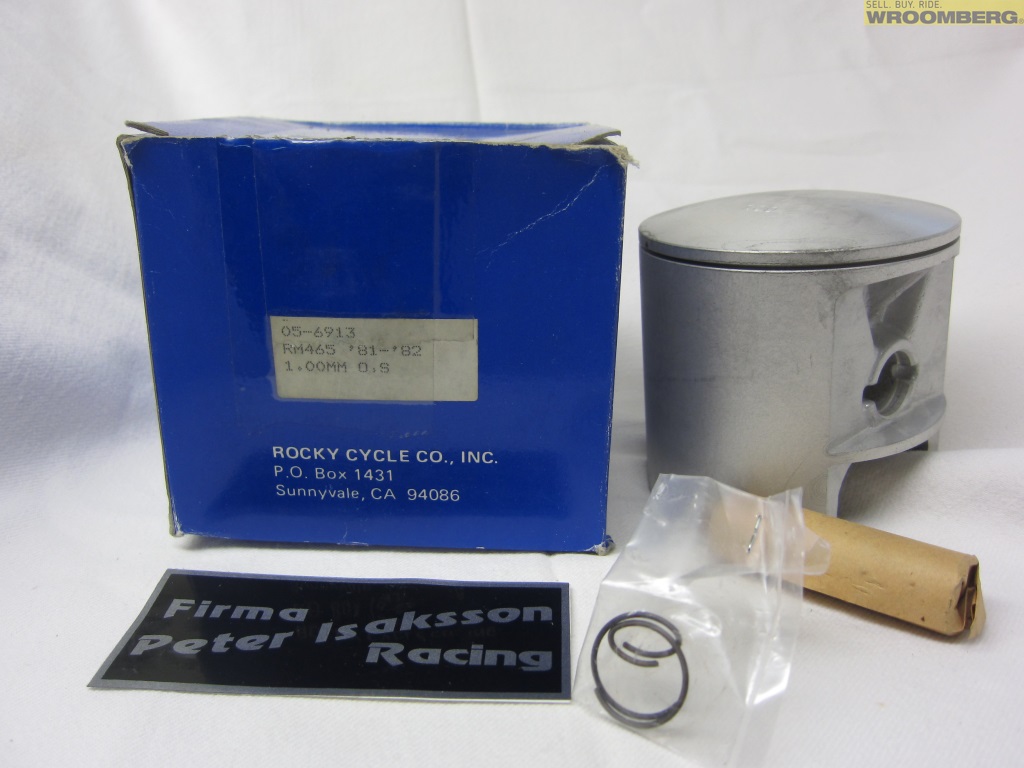 SELL. BUY. RIDE.
WROOMBERG
05-6913
RM465 '81-'82
1.00MM O.S
ROCKY CYCLE CO., INC.
P.O. Box 1431
Sunnyvale, CA 94086
Firma
Peter Isaksson
Racing